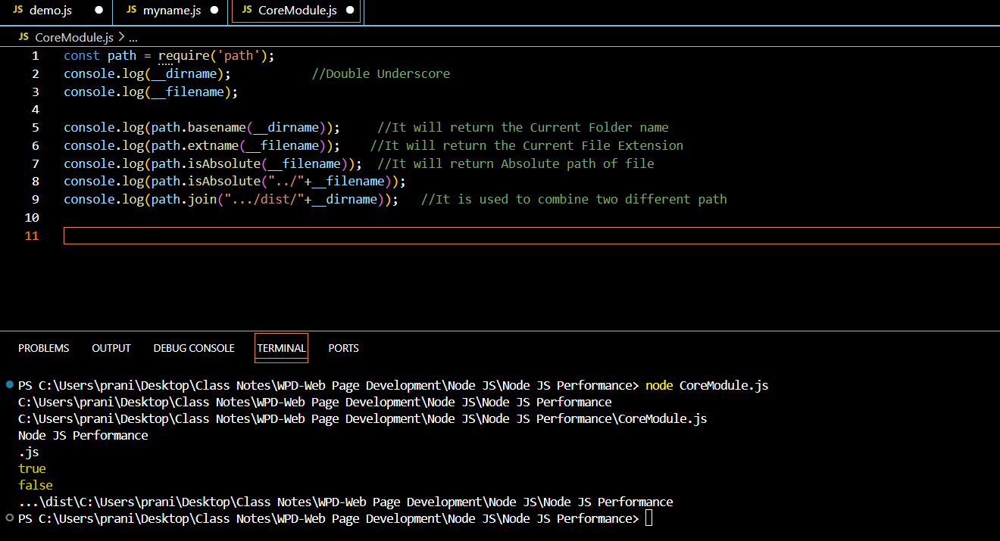 JS demo.js ● JS myname.js ● JS CoreModule.js ●
JS CoreModule.js > ...
1 const path = require('path');
2 console.log(__dirname); //Double Underscore
3 console.log(__filename);
4
5 console.log(path.basename(__dirname)); //It will return the Current Folder name
6 console.log(path.extname(__filename)); //It will return the Current File Extension
7 console.log(path.isAbsolute(__filename)); //It will return Absolute path of file
8 console.log(path.isAbsolute("../"+__filename));
9 console.log(path.join(".../dist/"+__dirname)); //It is used to combine two different path
10
11
PROBLEMS OUTPUT DEBUG CONSOLE TERMINAL PORTS
PS C:\Users\prani\Desktop\Class Notes\WPD-Web Page Development\Node JS\Node JS Performance> node CoreModule.js
C:\Users\prani\Desktop\Class Notes\WPD-Web Page Development\Node JS\Node JS Performance
C:\Users\prani\Desktop\Class Notes\WPD-Web Page Development\Node JS\Node JS Performance\CoreModule.js
Node JS Performance
.js
true
false
...\dist\C:\Users\prani\Desktop\Class Notes\WPD-Web Page Development\Node JS\Node JS Performance
PS C:\Users\prani\Desktop\Class Notes\WPD-Web Page Development\Node JS\Node JS Performance>